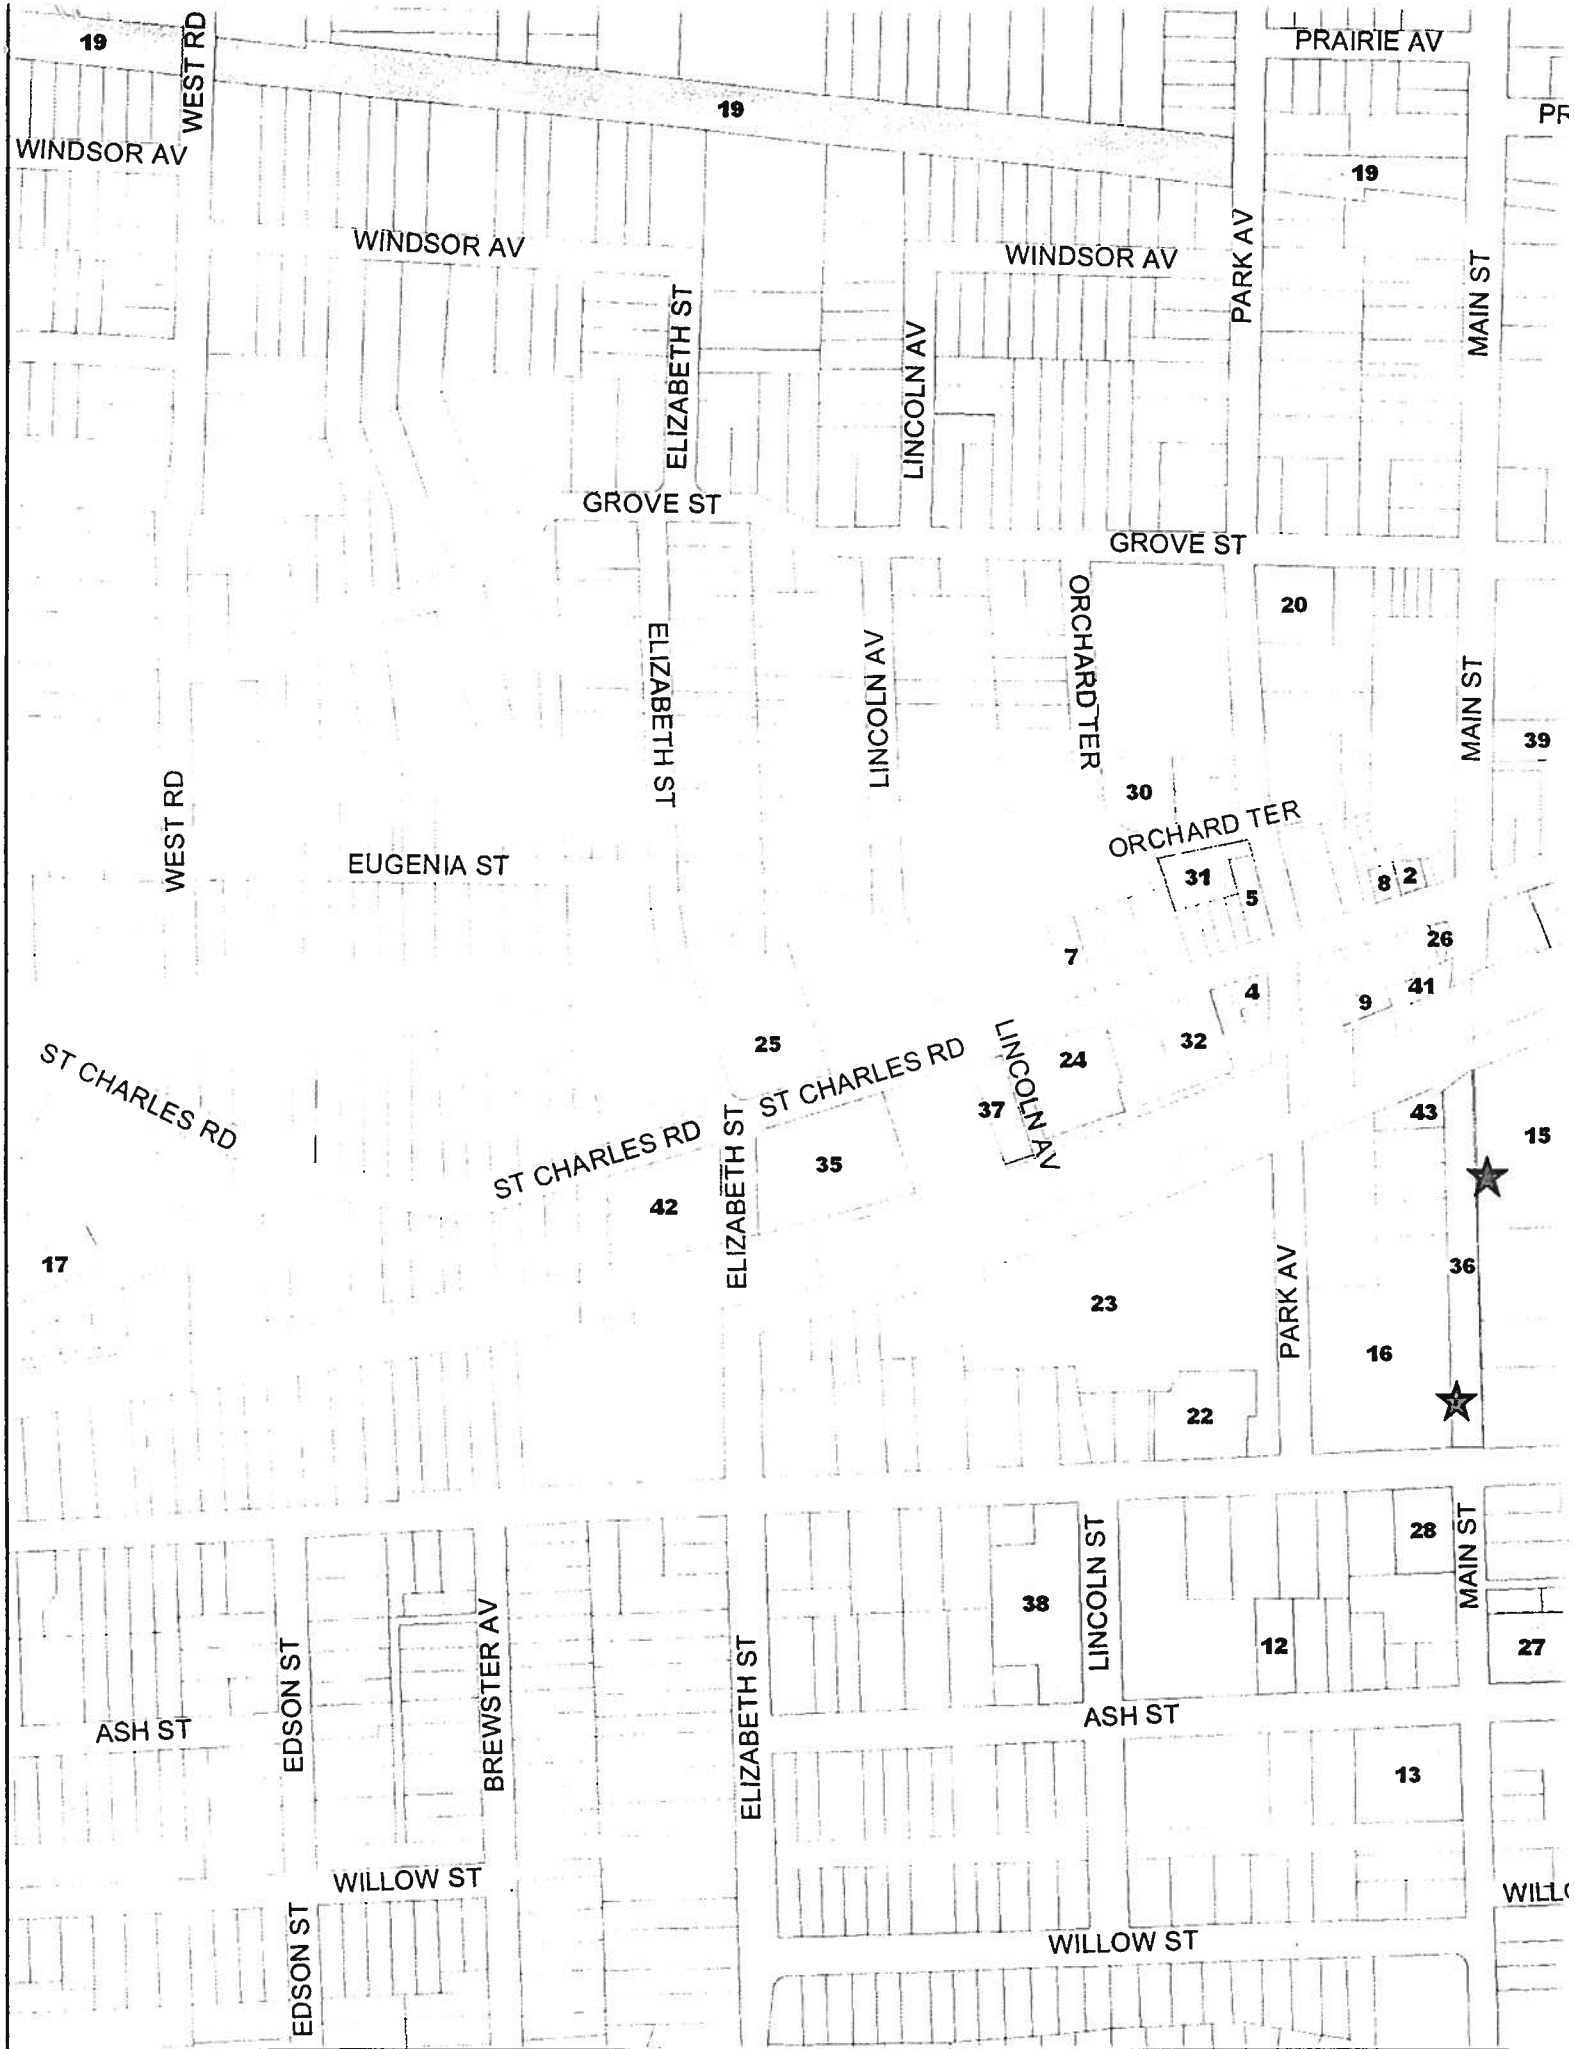 PRAIRIE AV
19
WEST RD
19
PR
WINDSOR AV
19
WINDSOR AV
WINDSOR AV
PARK AV
MAIN ST
ELIZABETH ST
LINCOLN AV
GROVE ST
GROVE ST
20
ORCHARD TER
ELIZABETH ST
LINCOLN AV
MAIN ST
39
WEST RD
30
ORCHARD TER
EUGENIA ST
31
8
2
5
26
7
41
4
9
LINCOLN AV
32
25
24
ST CHARLES RD
ST CHARLES RD
37
43
15
ST CHARLES RD
35
ELIZABETH ST
42
17
36
23
PARK AV
16
22
28
MAIN ST
LINCOLN ST
38
12
27
EDSON ST
BREWSTER AV
ELIZABETH ST
ASH ST
ASH ST
13
WILLOW ST
WILLO
WILLOW ST
EDSON ST